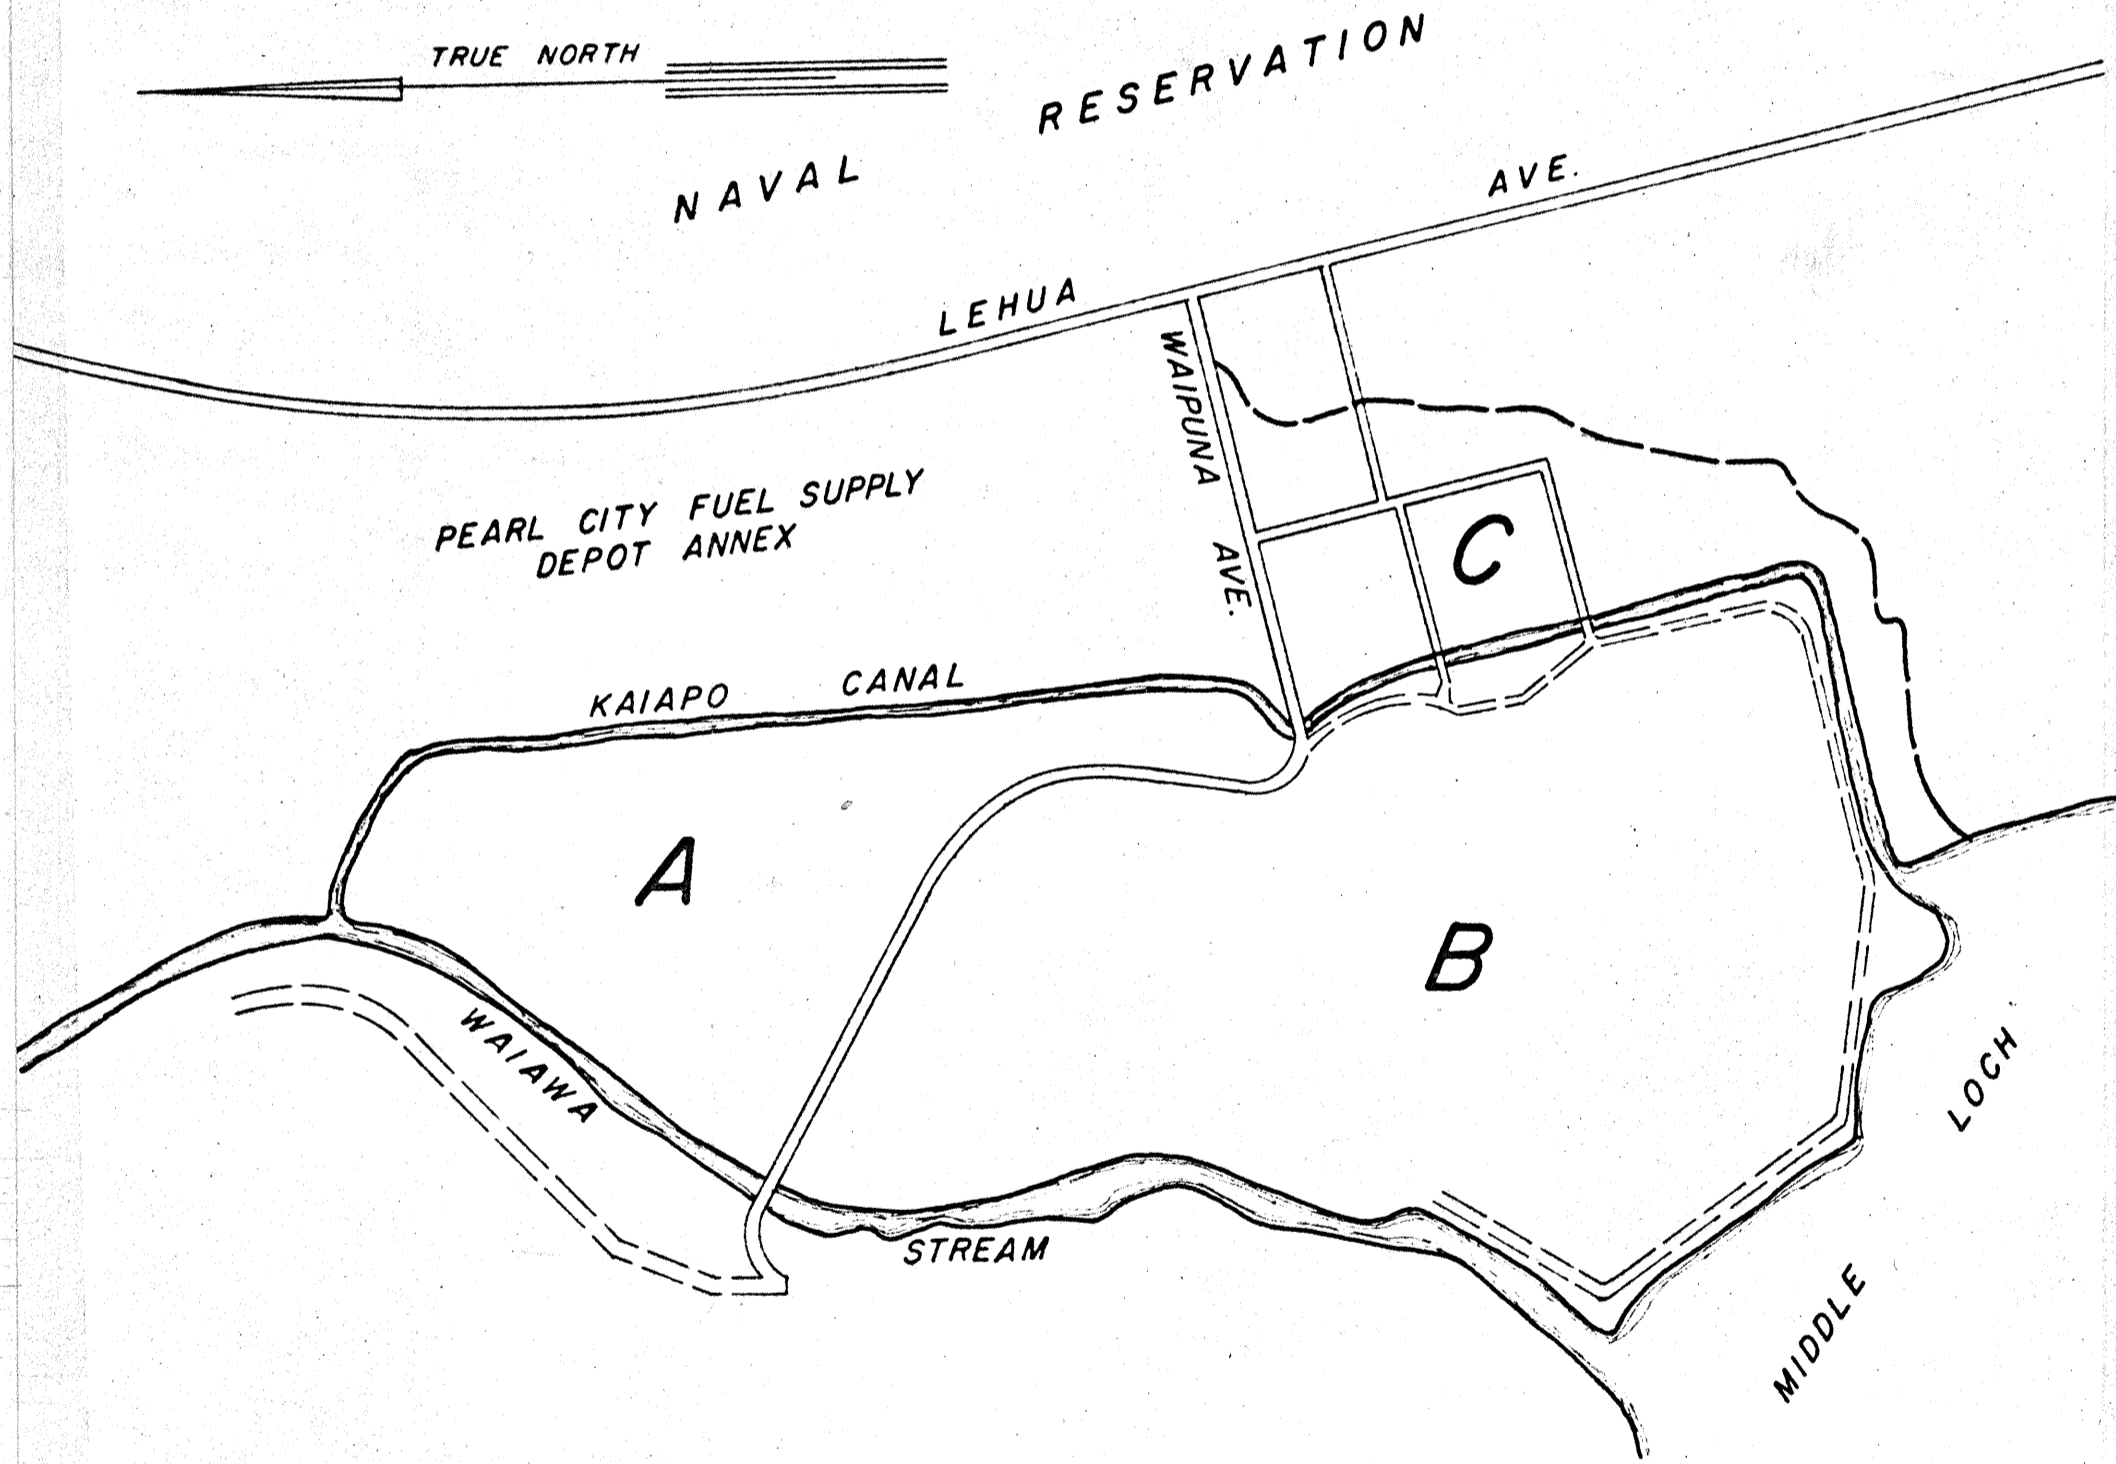 TRUE NORTH
NAVAL RESERVATION
LEHUA AVE.
WAIPUNA AVE.
PEARL CITY FUEL SUPPLY
DEPOT ANNEX
C
KAIAPO CANAL
A
B
WAIAWA STREAM
MIDDLE LOCH